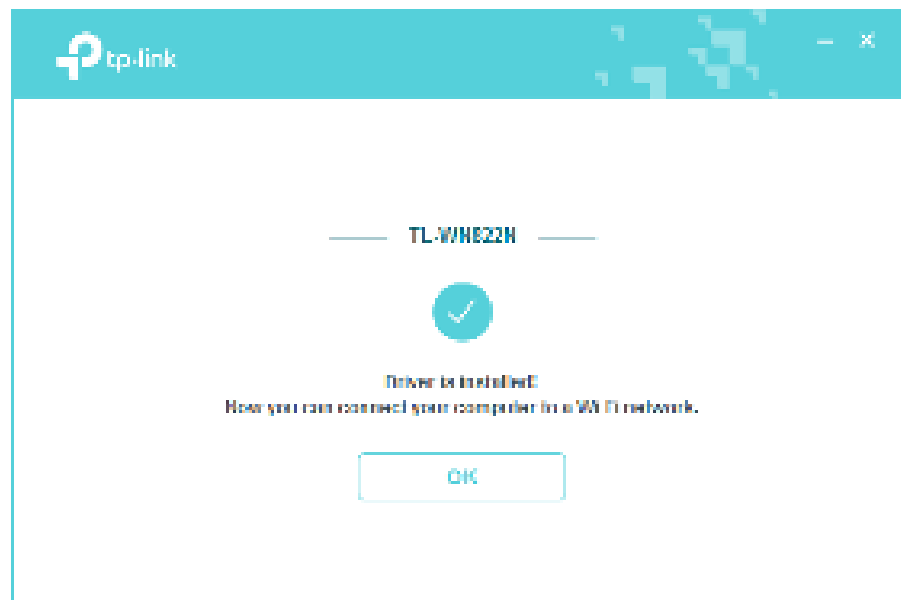 tp-link
TL-WN822N
Driver is installed!
Now you can connect your computer to a Wi-Fi network.
OK